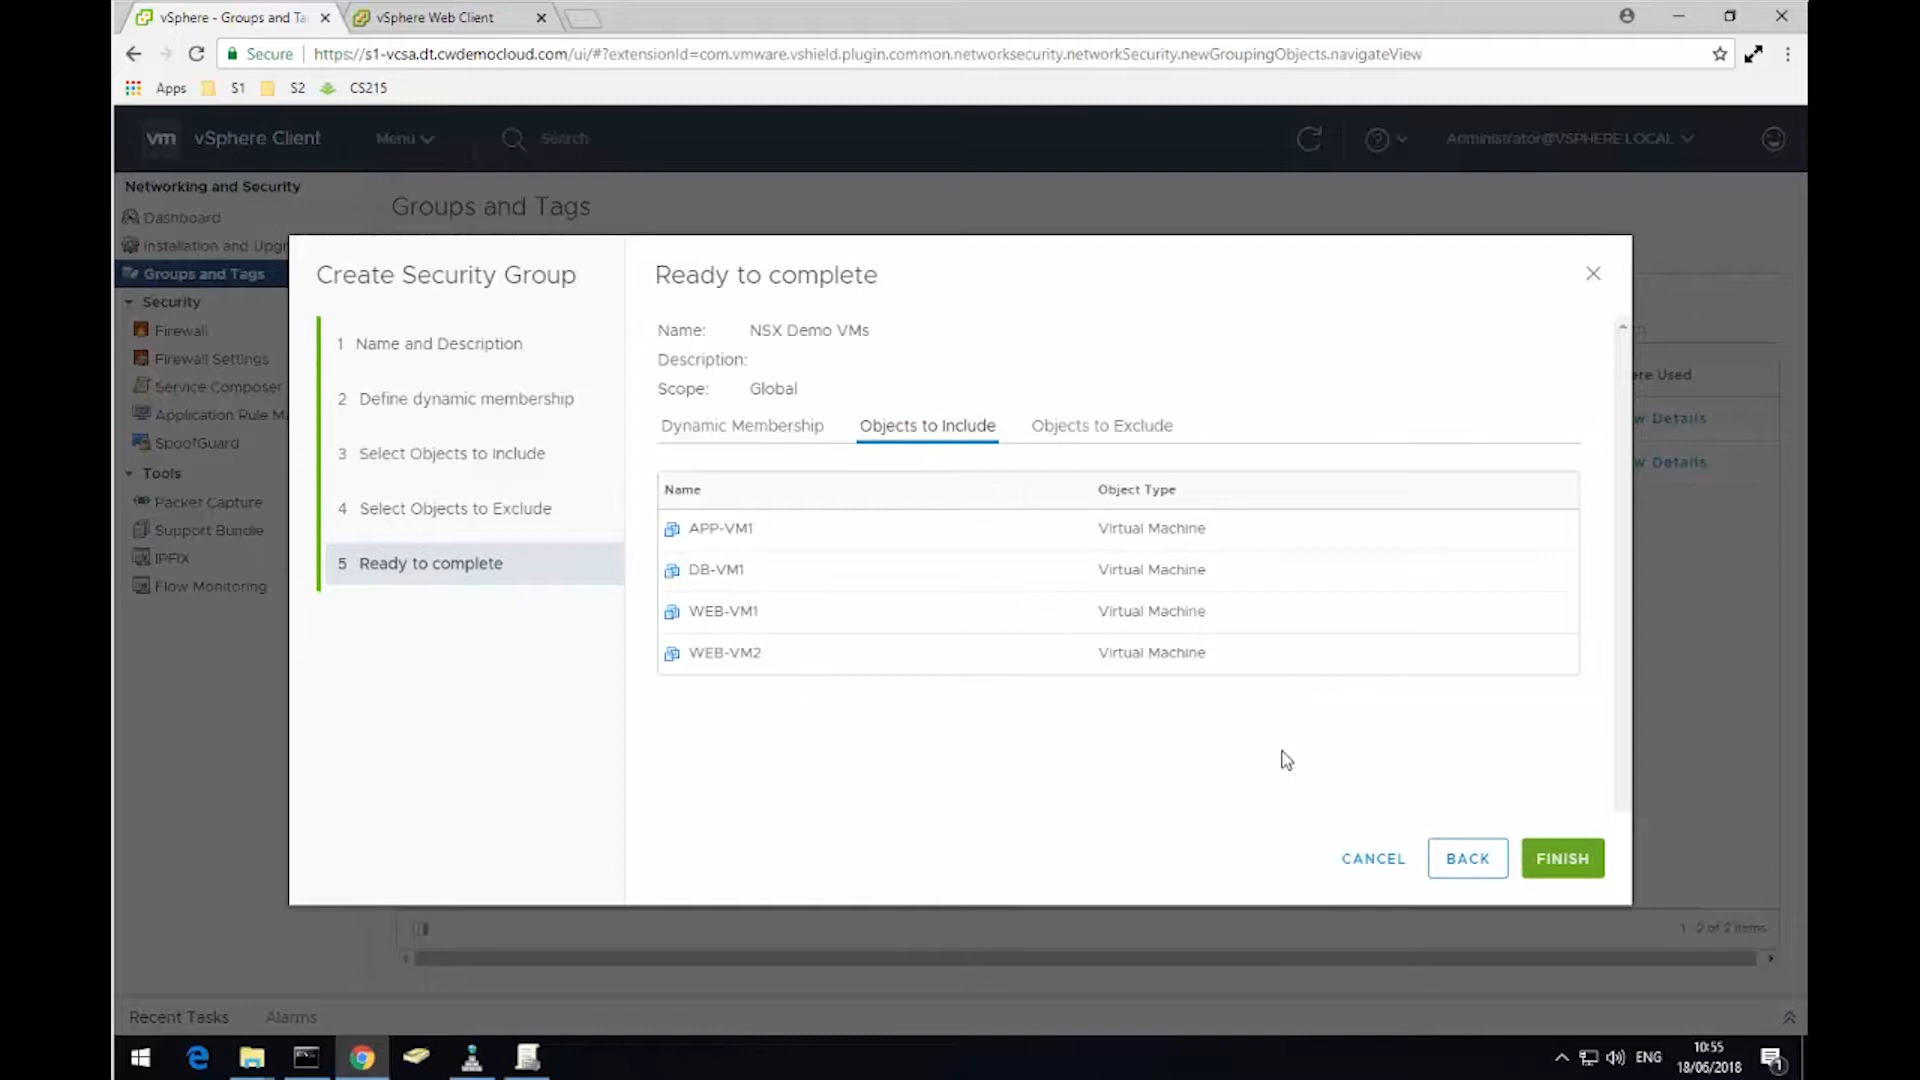 vSphere - Groups and Ta
vSphere Web Client
Secure
https://s1-vcsa.dt.cwdemocloud.com/ui/#?extensionId=com.vmware.vshield.plugin.common.networksecurity.networkSecurity.newGroupingObjects.navigateView
Apps
S1
S2
CS215
vm
vSphere Client
Menu
Search
Administrator@VSPHERE.LOCAL
Networking and Security
Dashboard
Installation and Upgr
Groups and Tags
Security
Firewall
Firewall Settings
Service Composer
Application Rule Ma
SpoofGuard
Tools
Packet Capture
Support Bundle
IPFIX
Flow Monitoring
Groups and Tags
Create Security Group
1 Name and Description
2 Define dynamic membership
3 Select Objects to Include
4 Select Objects to Exclude
5 Ready to complete
Ready to complete
Name: NSX Demo VMs
Description:
Scope: Global
Dynamic Membership Objects to Include Objects to Exclude
Name Object Type
APP-VM1 Virtual Machine
DB-VM1 Virtual Machine
WEB-VM1 Virtual Machine
WEB-VM2 Virtual Machine
CANCEL BACK FINISH
ere Used
w Details
w Details
1 - 2 of 2 items
Recent Tasks Alarms
ENG
10:55
18/06/2018
1